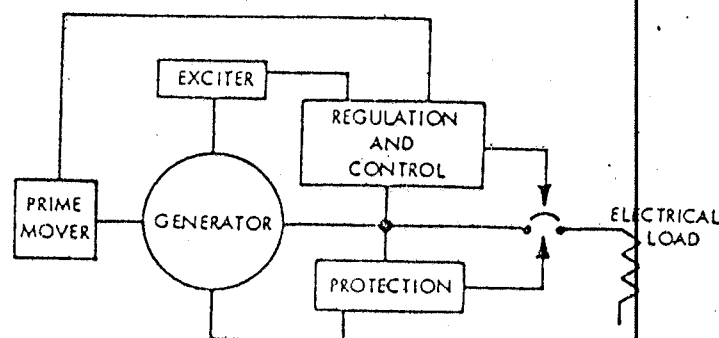 EXCITER
REGULATION
AND
CONTROL
PRIME
MOVER
GENERATOR
ELECTRICAL
LOAD
PROTECTION